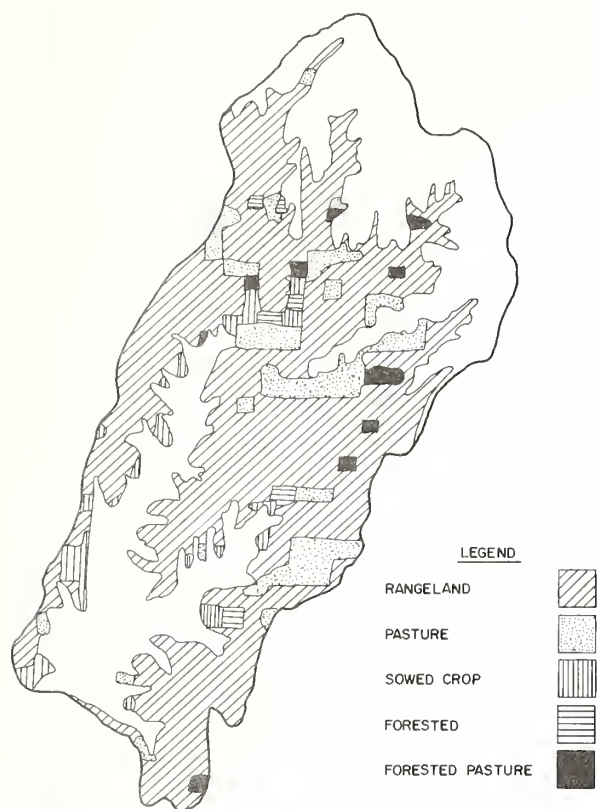 LEGEND
RANGELAND
PASTURE
SOWED CROP
FORESTED
FORESTED PASTURE